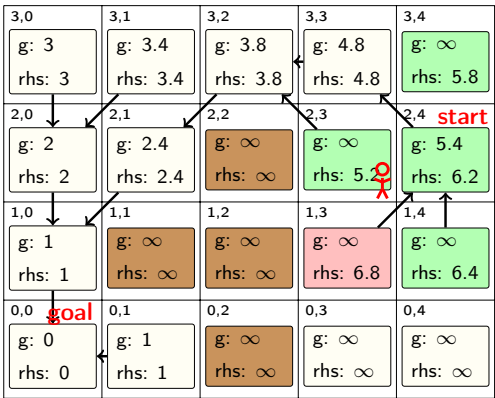 3,0
g: 3
rhs: 3
3,1
g: 3.4
rhs: 3.4
3,2
g: 3.8
rhs: 3.8
3,3
g: 4.8
rhs: 4.8
3,4
g: ∞
rhs: 5.8
2,0
g: 2
rhs: 2
2,1
g: 2.4
rhs: 2.4
2,2
g: ∞
rhs: ∞
2,3
g: ∞
rhs: 5.2
2,4
start
g: 5.4
rhs: 6.2
1,0
g: 1
rhs: 1
1,1
g: ∞
rhs: ∞
1,2
g: ∞
rhs: ∞
1,3
g: ∞
rhs: 6.8
1,4
g: ∞
rhs: 6.4
0,0
goal
g: 0
rhs: 0
0,1
g: 1
rhs: 1
0,2
g: ∞
rhs: ∞
0,3
g: ∞
rhs: ∞
0,4
g: ∞
rhs: ∞